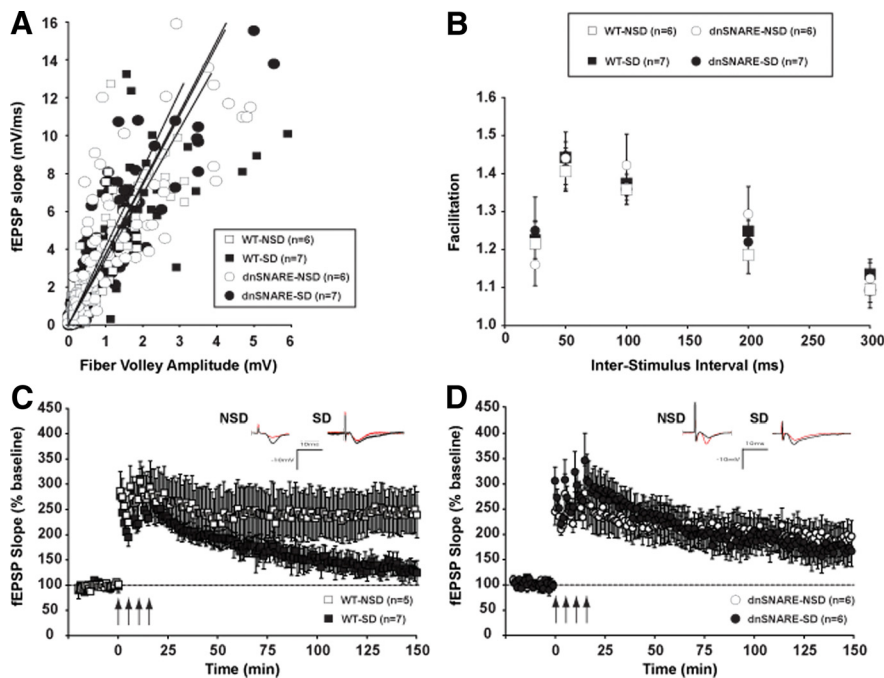 A
16
14
12
10
8
6
4
2
0
fEPSP slope (mV/ms)
0 1 2 3 4 5 6
Fiber Volley Amplitude (mV)
WT-NSD (n=6)
WT-SD (n=7)
dnSNARE-NSD (n=6)
dnSNARE-SD (n=7)
B
WT-NSD (n=6) dnSNARE-NSD (n=6)
WT-SD (n=7) dnSNARE-SD (n=7)
1.6
1.5
1.4
1.3
1.2
1.1
1.0
Facilitation
0 50 100 150 200 250 300
Inter-Stimulus Interval (ms)
C
450
400
350
300
250
200
150
100
50
0
fEPSP Slope (% baseline)
NSD SD
10ms
-10mV
WT-NSD (n=5)
WT-SD (n=7)
0 25 50 75 100 125 150
Time (min)
D
450
400
350
300
250
200
150
100
50
0
fEPSP Slope (% baseline)
NSD SD
10ms
-10mV
dnSNARE-NSD (n=6)
dnSNARE-SD (n=6)
0 25 50 75 100 125 150
Time (min)